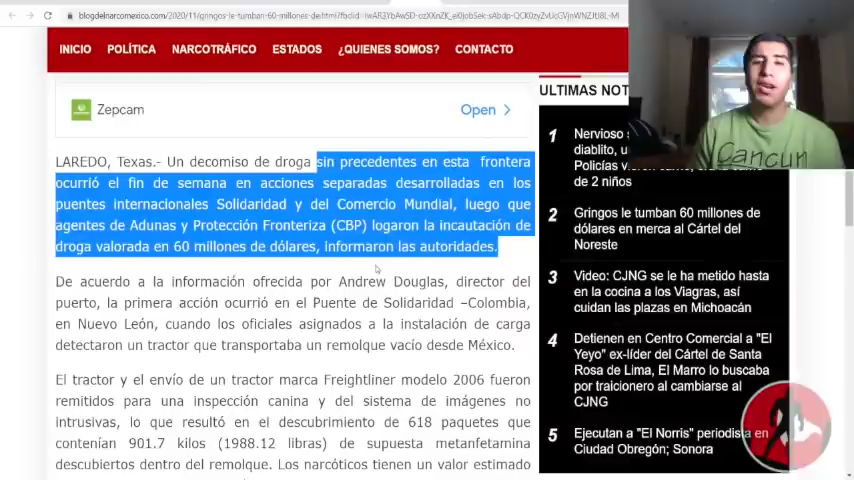 blogdelnarcomexico.com/2020/11/gringos-le-tumban-60-millones-de.html?fbclid=
INICIO POLÍTICA NARCOTRÁFICO ESTADOS ¿QUIENES SOMOS? CONTACTO
Zepcam Open
LAREDO, Texas.- Un decomiso de droga sin precedentes en esta frontera
ocurrió el fin de semana en acciones separadas desarrolladas en los
puentes internacionales Solidaridad y del Comercio Mundial, luego que
agentes de Adunas y Protección Fronteriza (CBP) logaron la incautación de
droga valorada en 60 millones de dólares, informaron las autoridades.
De acuerdo a la información ofrecida por Andrew Douglas, director del
puerto, la primera acción ocurrió en el Puente de Solidaridad –Colombia,
en Nuevo León, cuando los oficiales asignados a la instalación de carga
detectaron un tractor que transportaba un remolque vacío desde México.
El tractor y el envío de un tractor marca Freightliner modelo 2006 fueron
remitidos para una inspección canina y del sistema de imágenes no
intrusivas, lo que resultó en el descubrimiento de 618 paquetes que
contenían 901.7 kilos (1988.12 libras) de supuesta metanfetamina
descubiertos dentro del remolque. Los narcóticos tienen un valor estimado
ULTIMAS NOT
1 Nervioso
diablito, u
Policías
de 2 niños
2 Gringos le tumban 60 millones de
dólares en merca al Cártel del
Noreste
3 Video: CJNG se le ha metido hasta
en la cocina a los Viagras, así
cuidan las plazas en Michoacán
4 Detienen en Centro Comercial a "El
Yeyo" ex-líder del Cártel de Santa
Rosa de Lima, El Marro lo buscaba
por traicionero al cambiarse al
CJNG
5 Ejecutan a "El Norris" periodista en
Ciudad Obregón; Sonora
Cancun